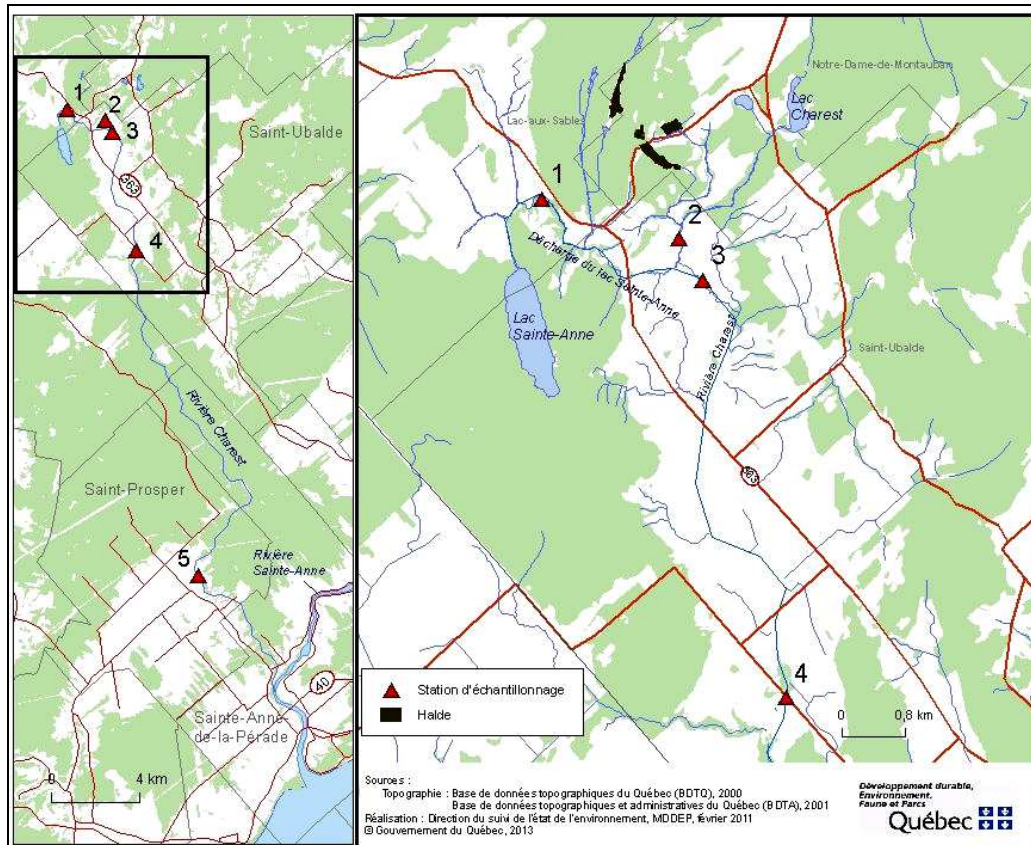 1
2
3
Saint-Ubalde
363
4
Rivière Charest
Saint-Prosper
5
Rivière
Sainte-Anne
40
Sainte-Anne-
de-la-Pérade
0
4 km
Notre-Dame-de-Montauban
Lac-aux-Sables
Lac
Charest
1
2
3
Décharge du lac Sainte-Anne
Lac
Sainte-Anne
Rivière Charest
Saint-Ubalde
363
4
Station d'échantillonnage
Halde
0
0,8 km
Sources :
Topographie : Base de données topographiques du Québec (BDTQ), 2000
Base de données topographiques et administratives du Québec (BDTA), 2001
Réalisation : Direction du suivi de l'état de l'environnement, MDDEP, février 2011
© Gouvernement du Québec, 2013
Développement durable,
Environnement,
Faune et Parcs
Québec